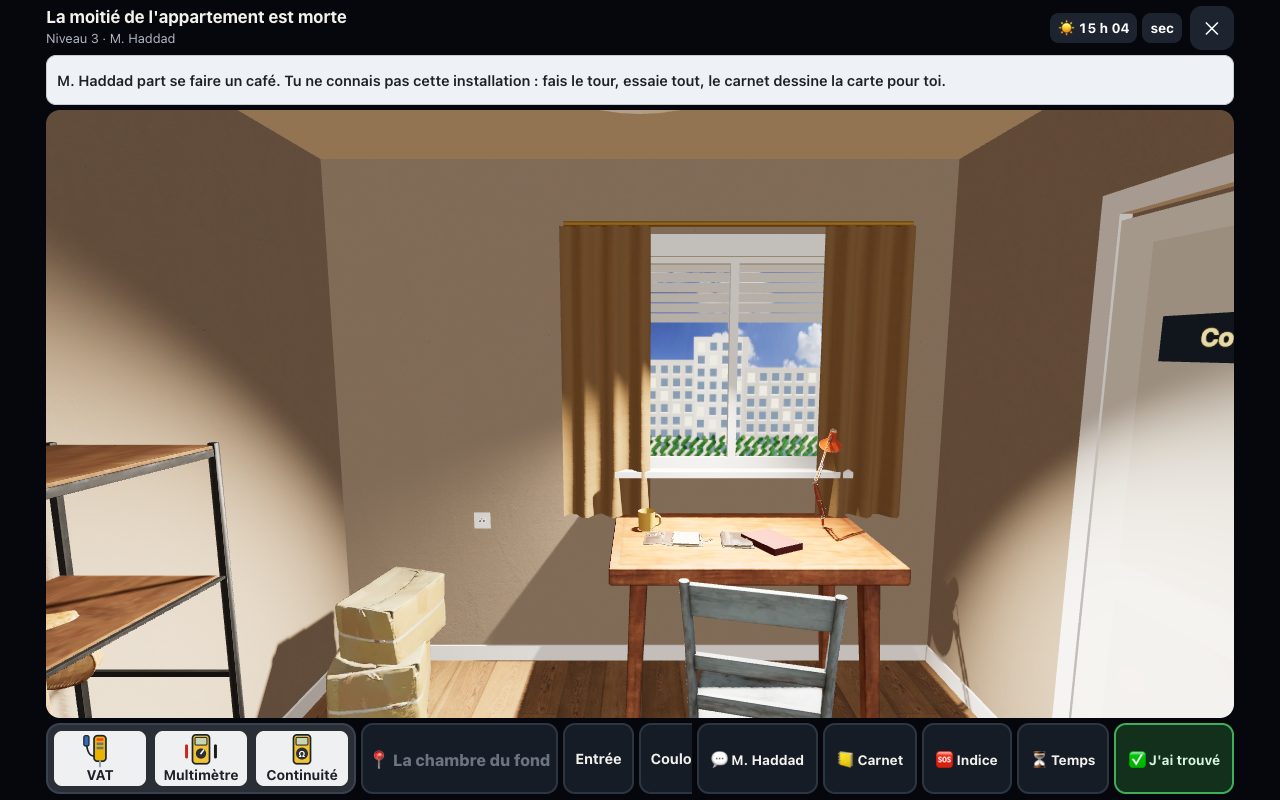 La moitié de l'appartement est morte
Niveau 3 · M. Haddad
15 h 04
sec
M. Haddad part se faire un café. Tu ne connais pas cette installation : fais le tour, essaie tout, le carnet dessine la carte pour toi.
Co
VAT
Multimètre
Continuité
La chambre du fond
Entrée
Coulo
M. Haddad
Carnet
SOS Indice
Temps
J'ai trouvé